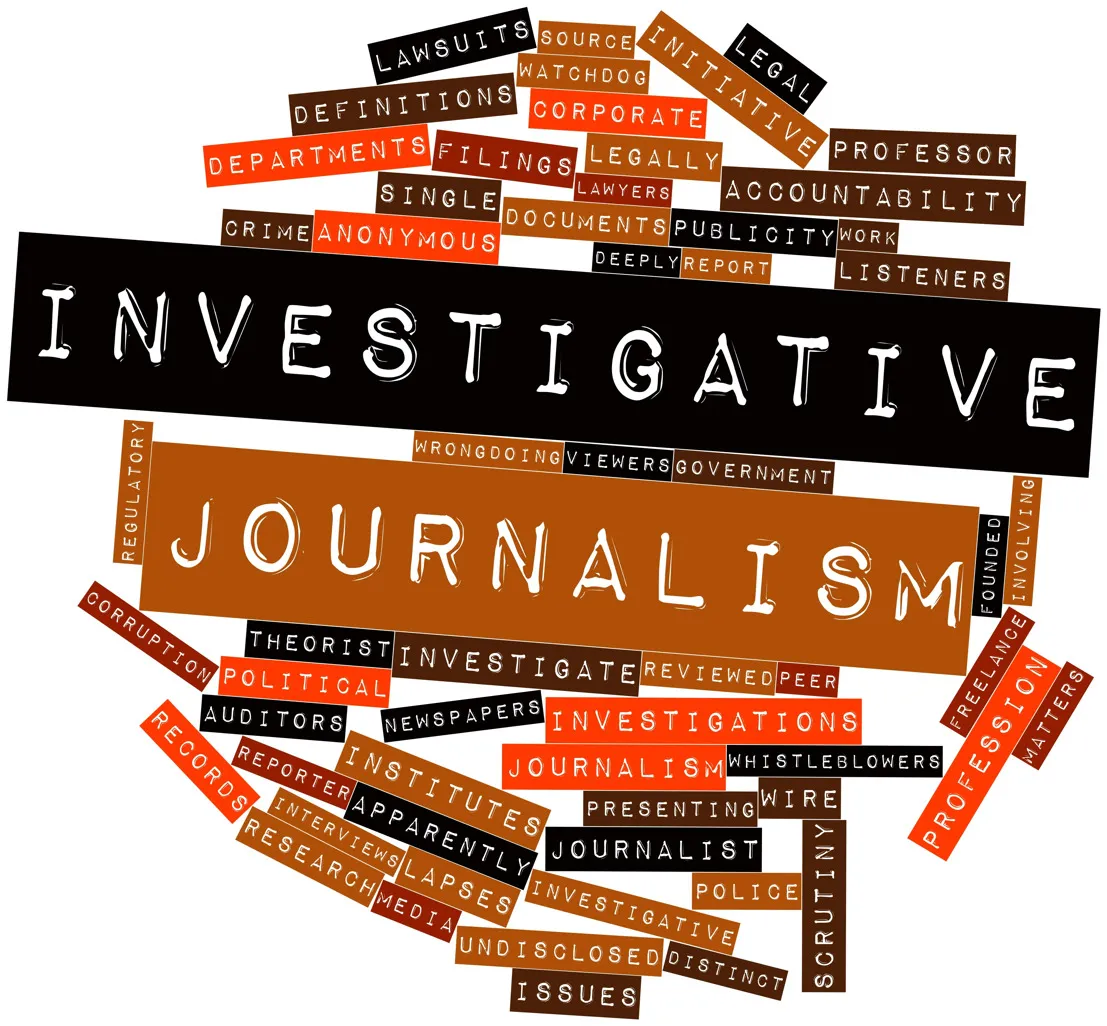 LAWSUITS
SOURCE
INITIATIVE
LEGAL
WATCHDOG
DEFINITIONS
CORPORATE
DEPARTMENTS
FILINGS
LEGALLY
PROFESSOR
LAWYERS
SINGLE
ACCOUNTABILITY
DOCUMENTS
CRIME
ANONYMOUS
PUBLICITY
WORK
DEEPLY
REPORT
LISTENERS
INVESTIGATIVE
WRONGDOING
VIEWERS
GOVERNMENT
REGULATORY
JOURNALISM
FOUNDED
INVOLVING
CORRUPTION
THEORIST
INVESTIGATE
REVIEWED
PEER
FREELANCE
PROFESSION
MATTERS
POLITICAL
AUDITORS
NEWSPAPERS
INVESTIGATIONS
RECORDS
REPORTER
INSTITUTES
JOURNALISM
WHISTLEBLOWERS
APPARENTLY
PRESENTING
WIRE
INTERVIEWS
RESEARCH
JOURNALIST
SCRUTINY
LAPSES
MEDIA
INVESTIGATIVE
POLICE
UNDISCLOSED
DISTINCT
ISSUES